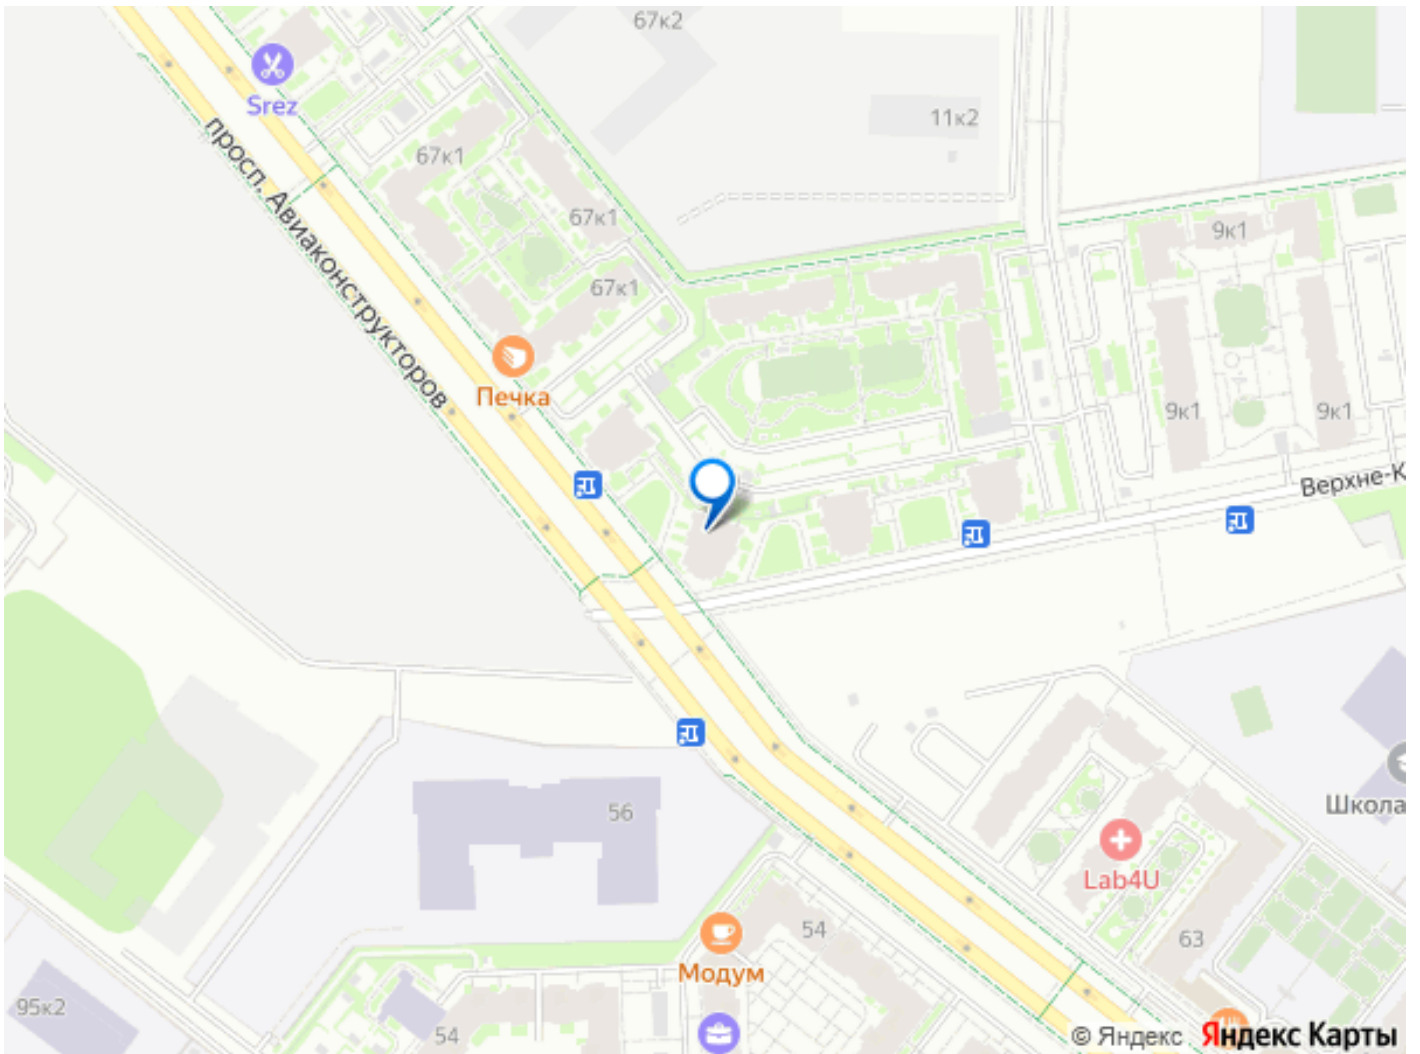 67к2
Srez
11к2
67к1
просп. Авиаконструкторов
67к1
9к1
67к1
Печка
9к1
9к1
Верхне-К
56
Школа
Lab4U
54
63
Модум
95к2
54
© Яндекс Яндекс Карты